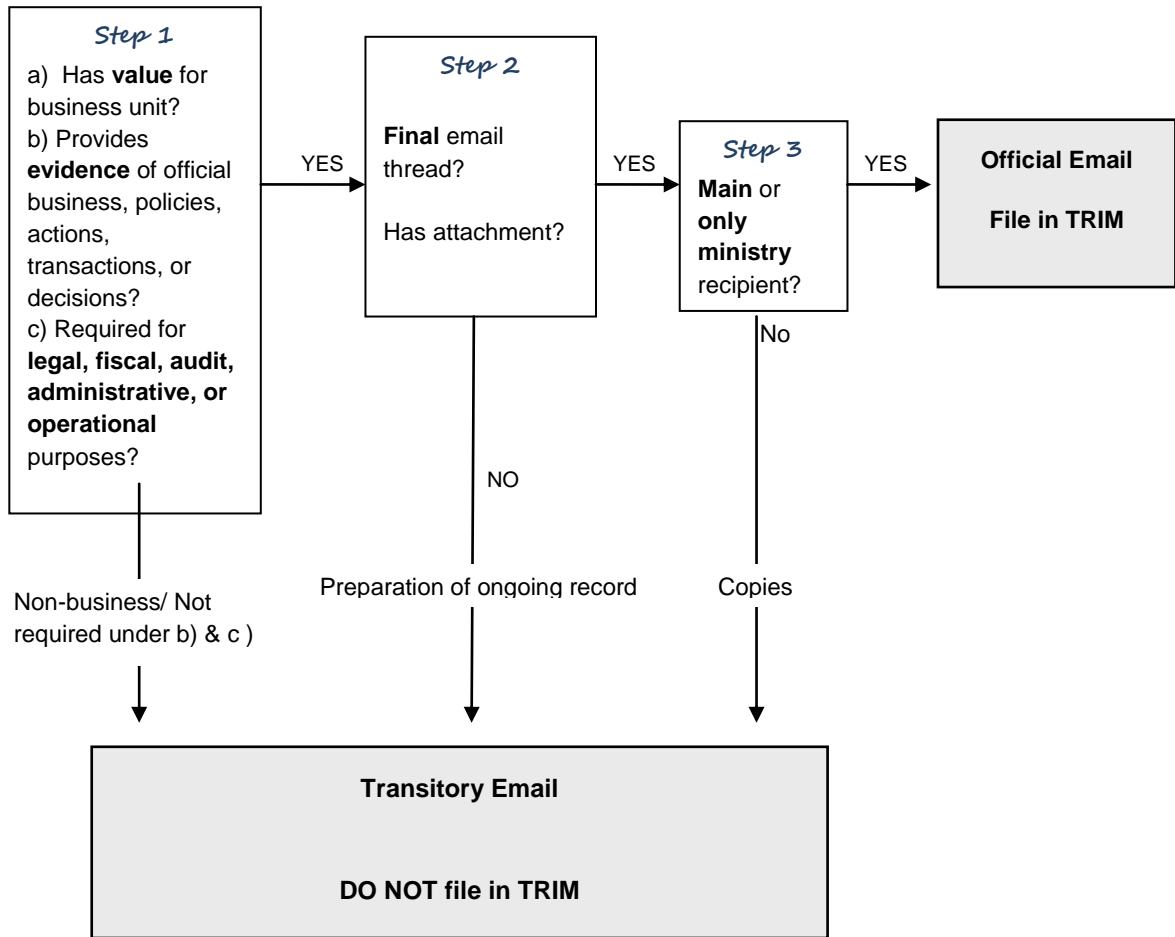 Step 1
a) Has value for
business unit?
b) Provides
evidence of official
business, policies,
actions,
transactions, or
decisions?
c) Required for
legal, fiscal, audit,
administrative, or
operational
purposes?
YES
Step 2
Final email
thread?
Has attachment?
YES
Step 3
Main or
only
ministry
recipient?
YES
Official Email
File in TRIM
No
NO
Non-business/ Not
required under b) & c )
Preparation of ongoing record
Copies
Transitory Email
DO NOT file in TRIM